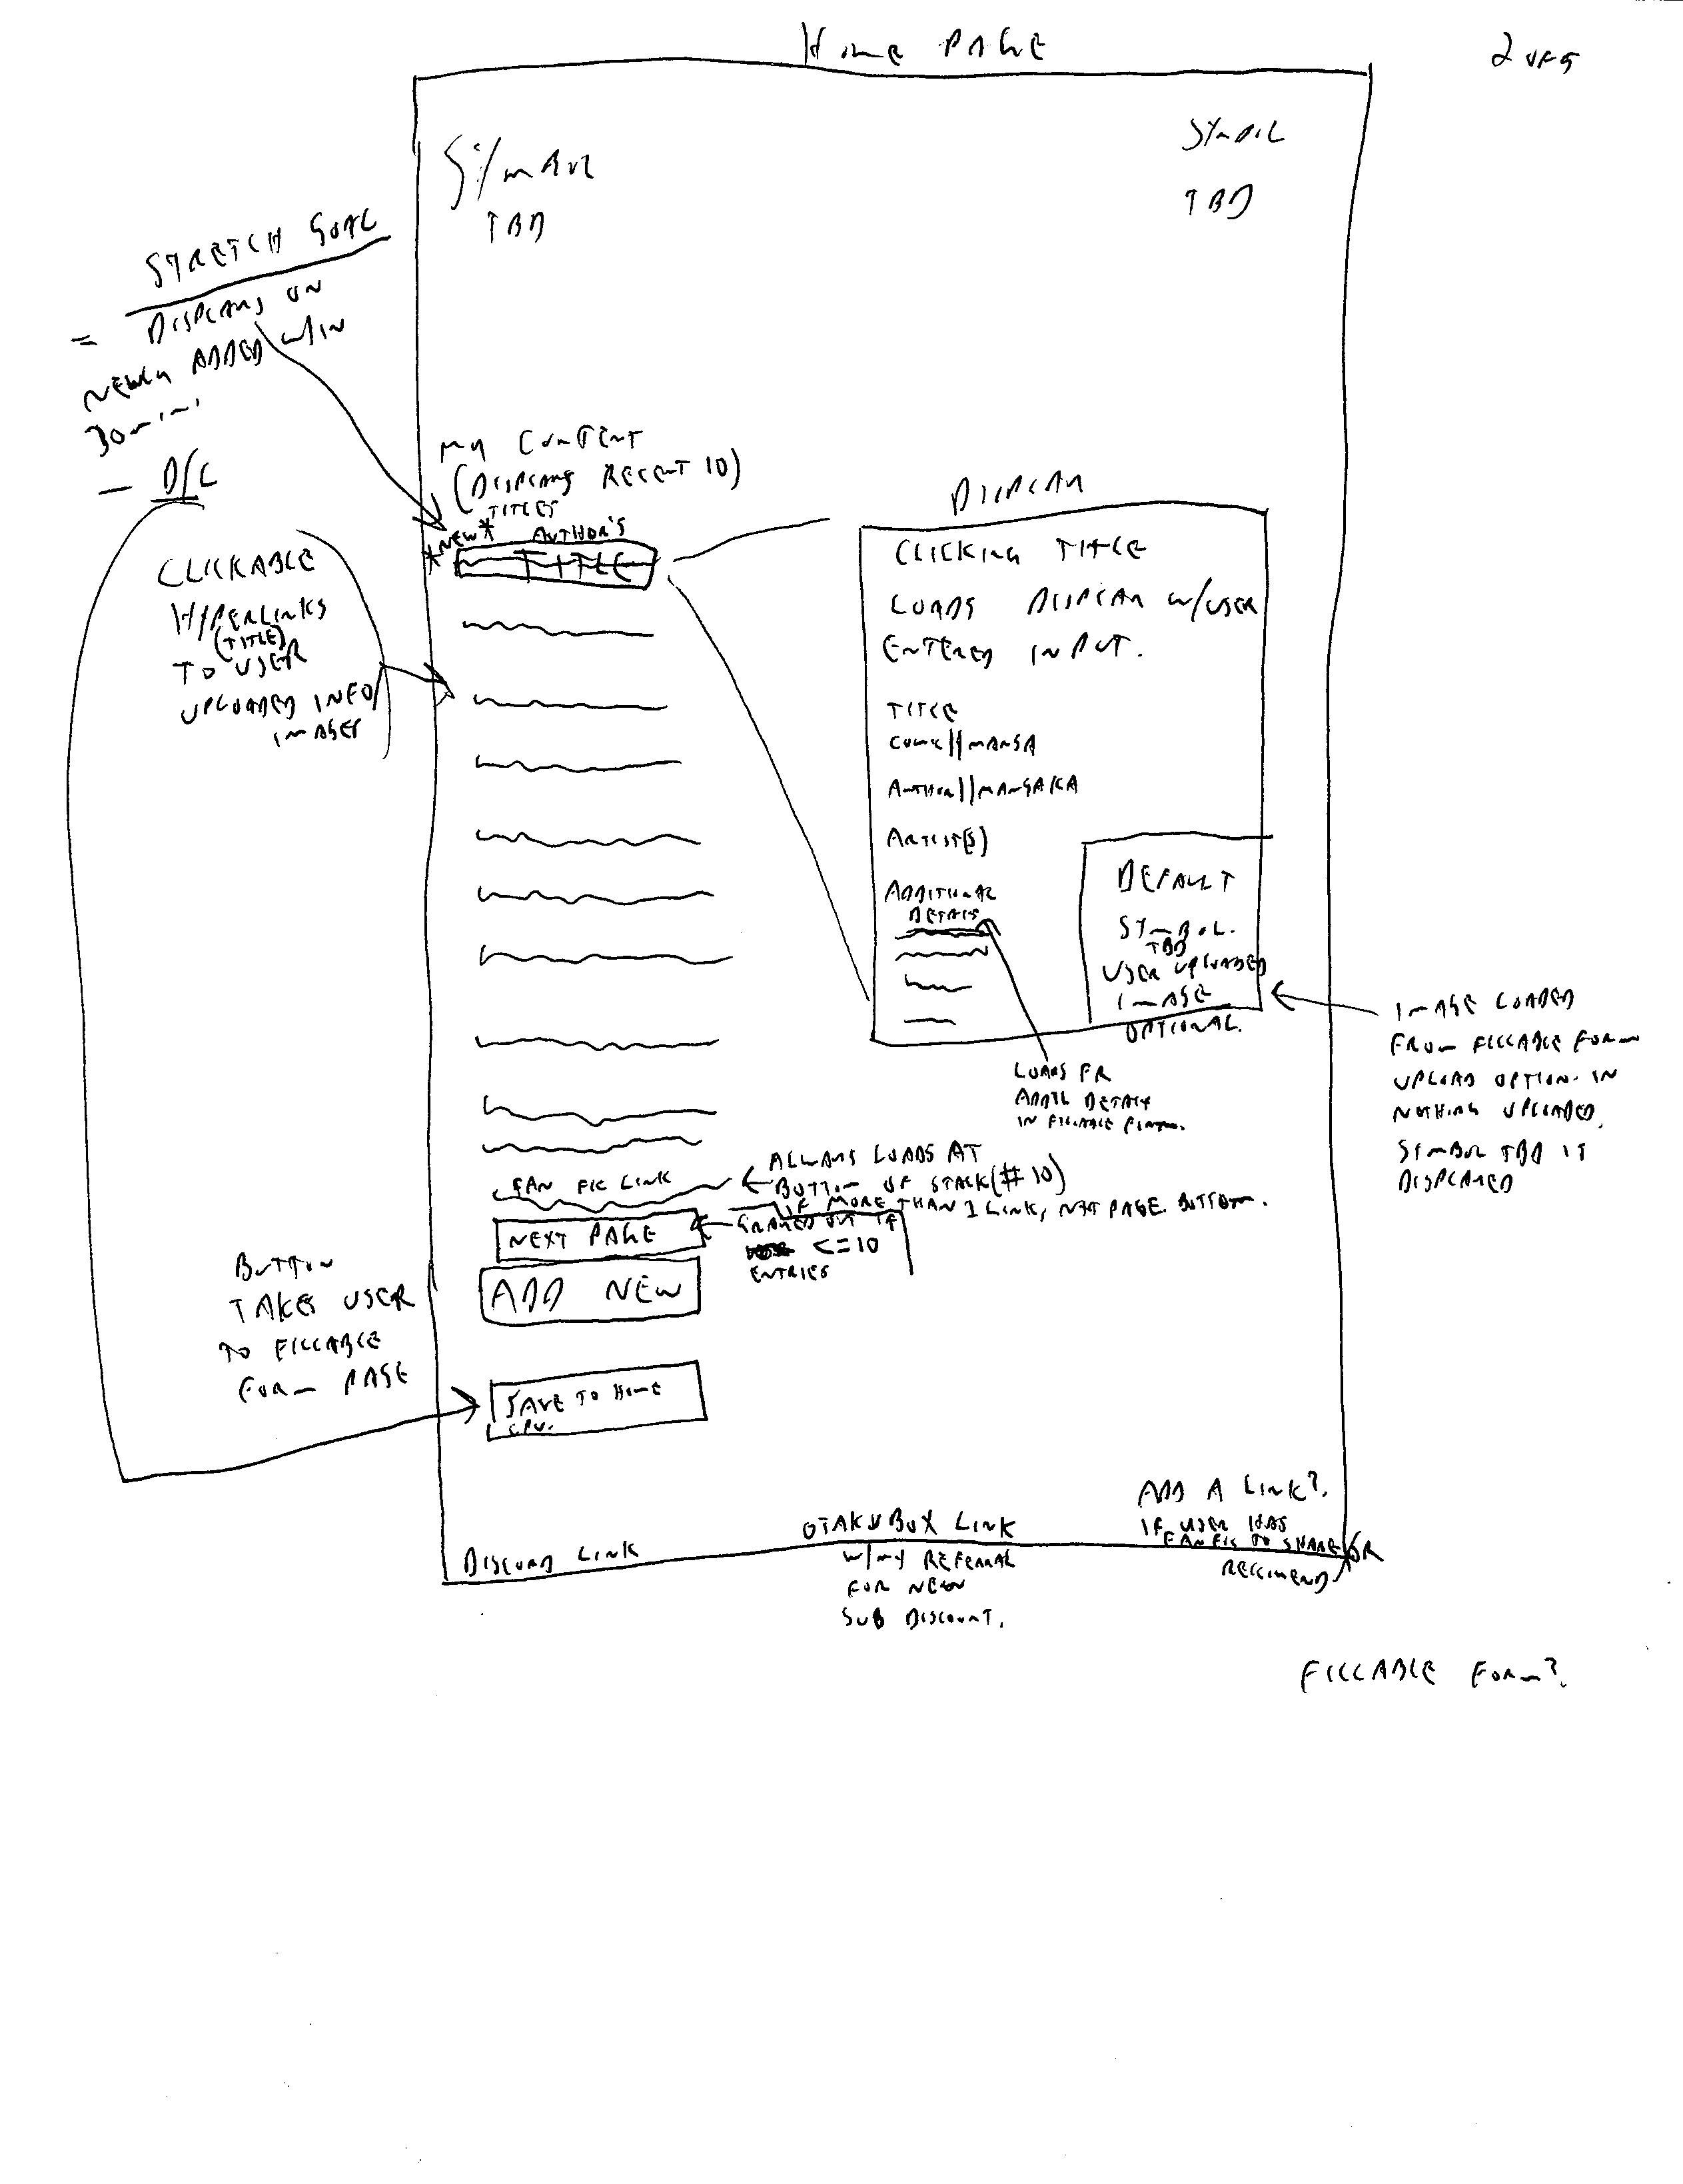 HOME PAGE
2 OF 5
SYMBOL
TBD
SYMBOL
TBD
STRETCH GOAL
= DISPLAYS ON
NEWLY ADDED W/IN
30 MIN.
- D/L
MY CONTENT
(DISPLAYS RECENT 10)
TITLES
*NEW*
AUTHOR'S
TITLE
CLICKABLE
HYPERLINKS
(TITLE)
TO USER
UPLOADED INFO/
IMAGES
DISPLAY
CLICKING TITLE
LOADS DISPLAY W/USER
ENTERED INPUT.
TITLE
COMIC||MANGA
AUTHOR||MANGAKA
ARTIST(S)
ADDITIONAL
DETAILS
DEFAULT
SYMBOL.
TBD
USER UPLOADED
IMAGE
OPTIONAL.
IMAGE LOADED
FROM FILLABLE FORM
UPLOAD OPTION. IN
NOTHING UPLOADED,
SYMBOL TBD IS
DISPLAYED
LOADS FR
ADDTL DETAILS
IN FILLABLE FORM.
FAN FIC LINK
ALWAYS LOADS AT
BOTTOM OF STACK (#10)
IF MORE THAN 1 LINK, NXT PAGE BOTTOM.
NEXT PAGE
GRAYED OUT IF
<=10
ENTRIES
ADD NEW
BUTTON
TAKES USER
TO FILLABLE
FORM PAGE
SAVE TO HOME
CPU.
DISCORD LINK
OTAKUBOX LINK
W/MY REFERRAL
FOR NEW
SUB DISCOUNT.
ADD A LINK?.
IF USER HAS
FANFIC TO SHARE OR
RECOMEND
FILLABLE FORM?.